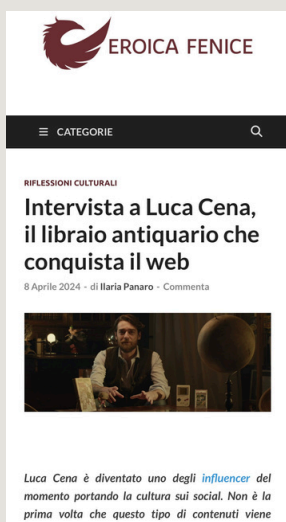 EROICA FENICE
☰ CATEGORIE
RIFLESSIONI CULTURALI
Intervista a Luca Cena,
il libraio antiquario che
conquista il web
8 Aprile 2024 - di Ilaria Panaro - Commenta
Luca Cena è diventato uno degli influencer del
momento portando la cultura sui social. Non è la
prima volta che questo tipo di contenuti viene